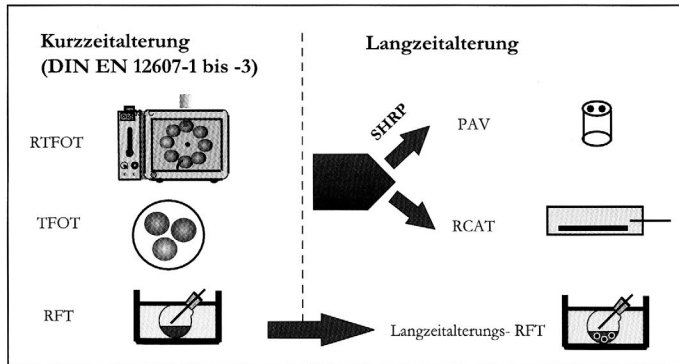 Kurzzeitalterung
(DIN EN 12607-1 bis -3)
Langzeitalterung
RTFOT
SHRP
PAV
TFOT
RCAT
RFT
Langzeitalterungs- RFT